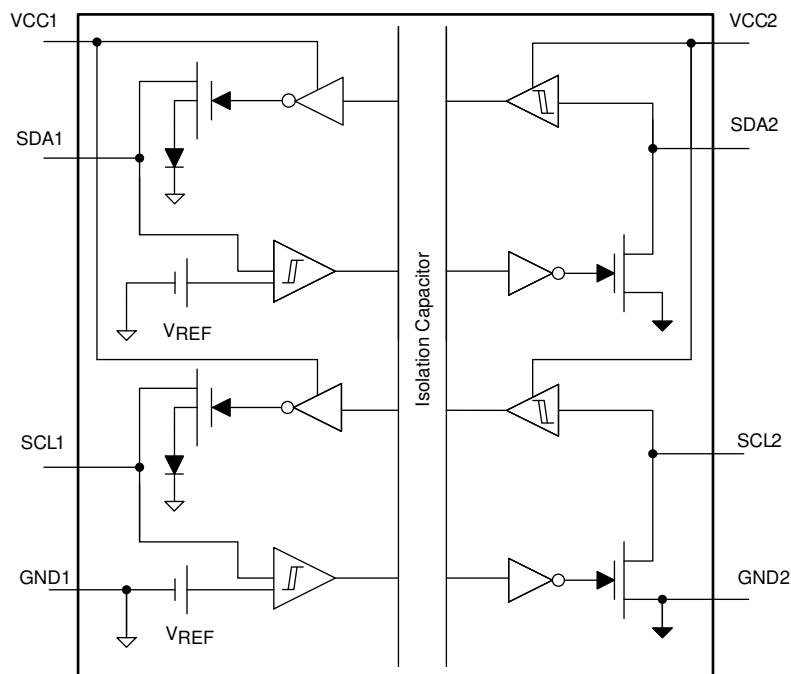 VCC1
VCC2
SDA1
SDA2
VREF
Isolation Capacitor
SCL1
SCL2
GND1
GND2
VREF